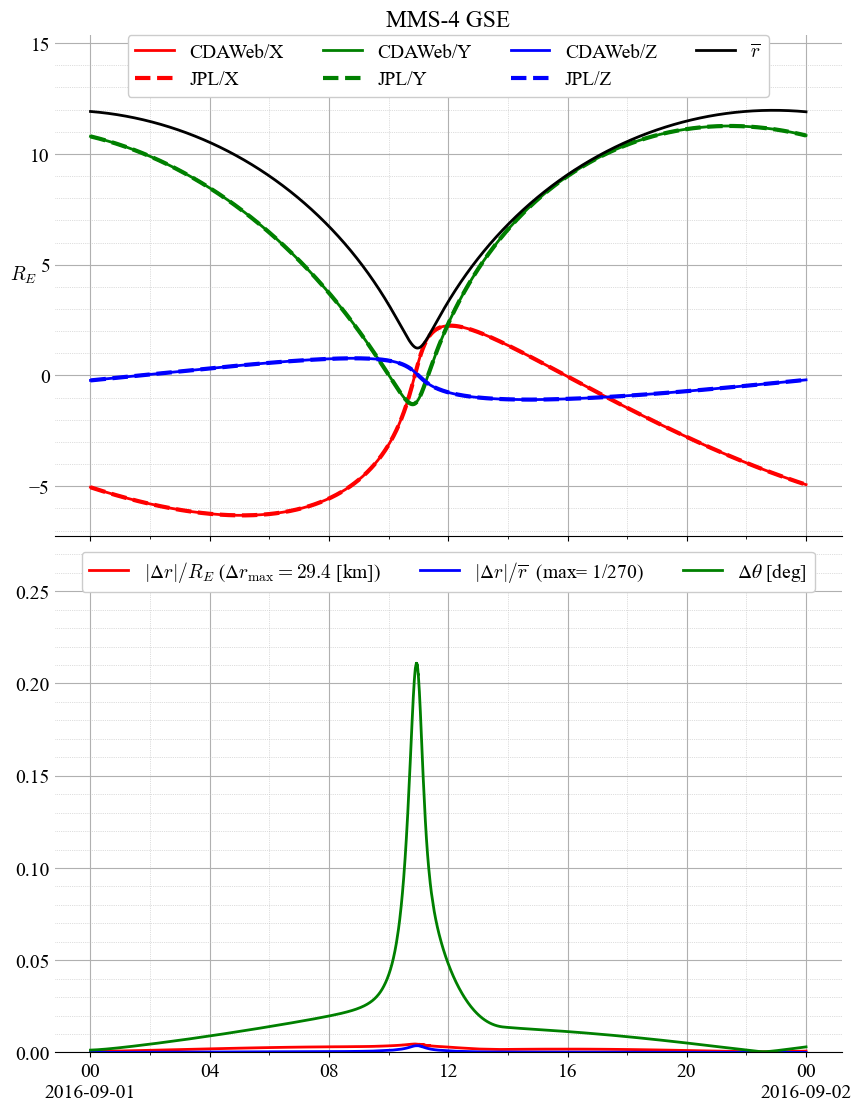 MMS-4 GSE
CDAWeb/X CDAWeb/Y CDAWeb/Z r̅
JPL/X JPL/Y JPL/Z
15
10
5
R_E
0
−5
|Δr|/R_E (Δr_max = 29.4 [km]) |Δr|/r̅ (max= 1/270) Δθ [deg]
0.25
0.20
0.15
0.10
0.05
0.00
00 04 08 12 16 20 00
2016-09-01 2016-09-02